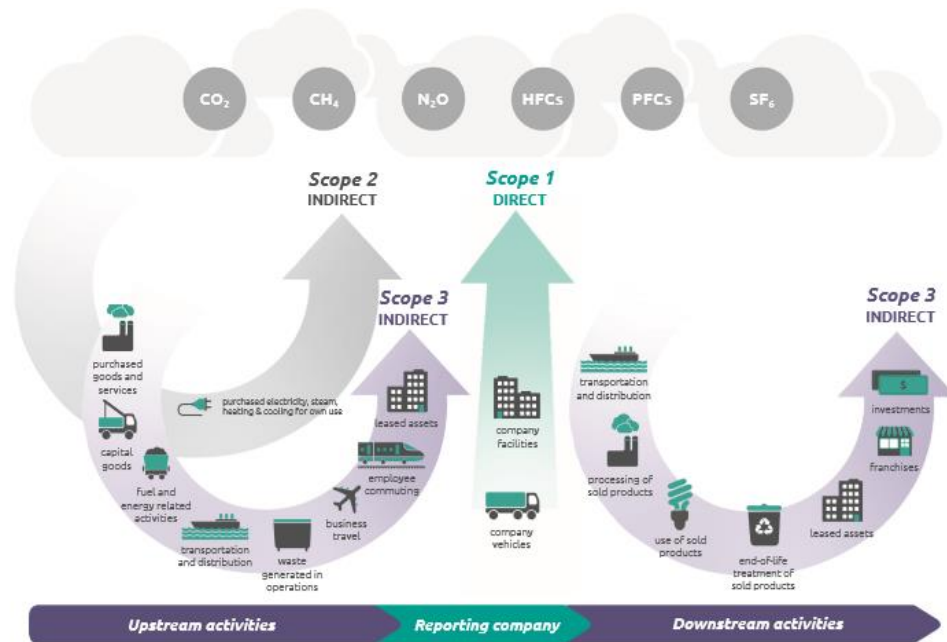 CO₂
CH₄
N₂O
HFCs
PFCs
SF₆
Scope 2
INDIRECT
Scope 1
DIRECT
Scope 3
INDIRECT
Scope 3
INDIRECT
purchased
goods and
services
capital
goods
fuel and
energy related
activities
transportation
and distribution
waste
generated in
operations
business
travel
employee
commuting
leased assets
purchased electricity, steam,
heating & cooling for own use
company
facilities
company
vehicles
transportation
and distribution
processing of
sold products
use of sold
products
end-of-life
treatment of
sold products
leased assets
franchises
$
investments
Upstream activities
Reporting company
Downstream activities